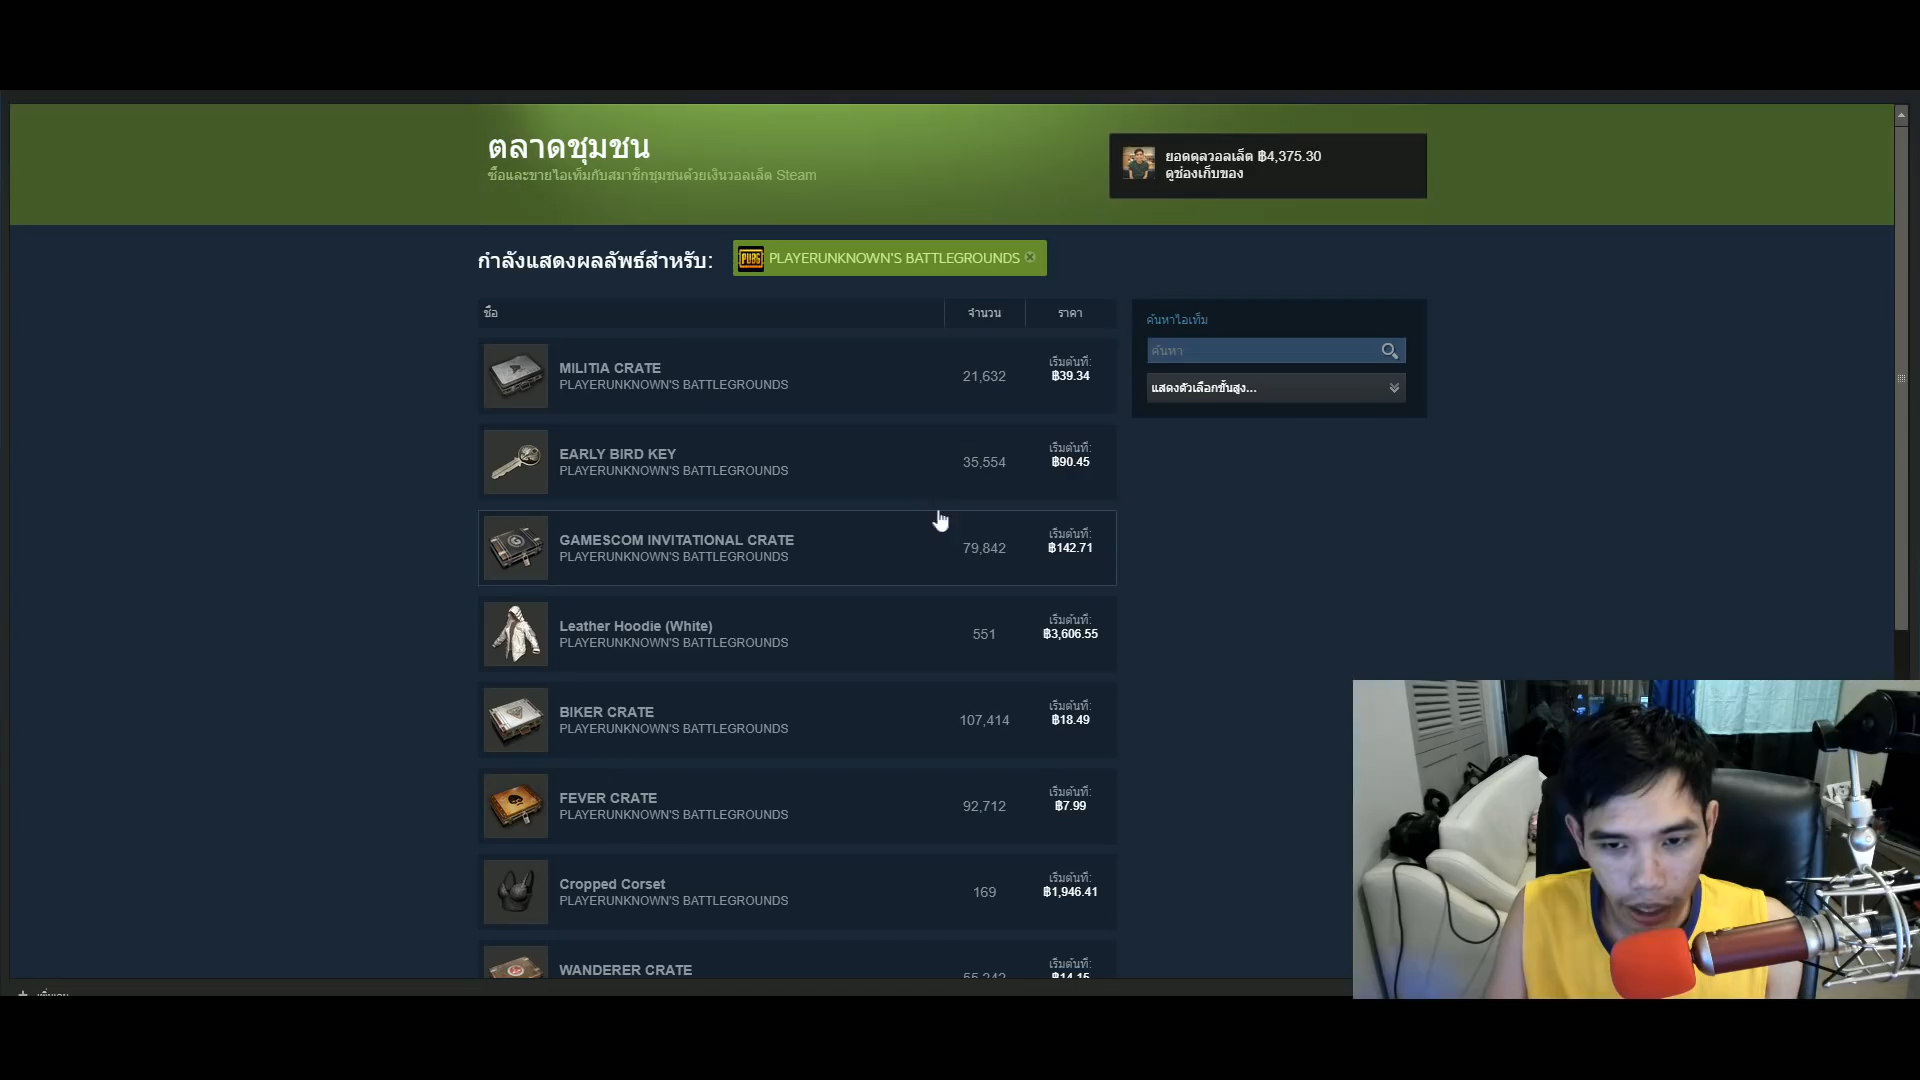 ตลาดชุมชน
ซื้อและขายไอเท็มกับสมาชิกชุมชนด้วยเงินวอลเล็ต Steam
ยอดดุลวอลเล็ต ฿4,375.30
ดูช่องเก็บของ
กำลังแสดงผลลัพธ์สำหรับ:
PUBG PLAYERUNKNOWN'S BATTLEGROUNDS
ชื่อ จำนวน ราคา
MILITIA CRATE
PLAYERUNKNOWN'S BATTLEGROUNDS
21,632
เริ่มต้นที่:
฿39.34
EARLY BIRD KEY
PLAYERUNKNOWN'S BATTLEGROUNDS
35,554
เริ่มต้นที่:
฿90.45
GAMESCOM INVITATIONAL CRATE
PLAYERUNKNOWN'S BATTLEGROUNDS
79,842
เริ่มต้นที่:
฿142.71
Leather Hoodie (White)
PLAYERUNKNOWN'S BATTLEGROUNDS
551
เริ่มต้นที่:
฿3,606.55
BIKER CRATE
PLAYERUNKNOWN'S BATTLEGROUNDS
107,414
เริ่มต้นที่:
฿18.49
FEVER CRATE
PLAYERUNKNOWN'S BATTLEGROUNDS
92,712
เริ่มต้นที่:
฿7.99
Cropped Corset
PLAYERUNKNOWN'S BATTLEGROUNDS
169
เริ่มต้นที่:
฿1,946.41
WANDERER CRATE
เริ่มต้นที่:
ค้นหาไอเท็ม
ค้นหา
แสดงตัวเลือกขั้นสูง...